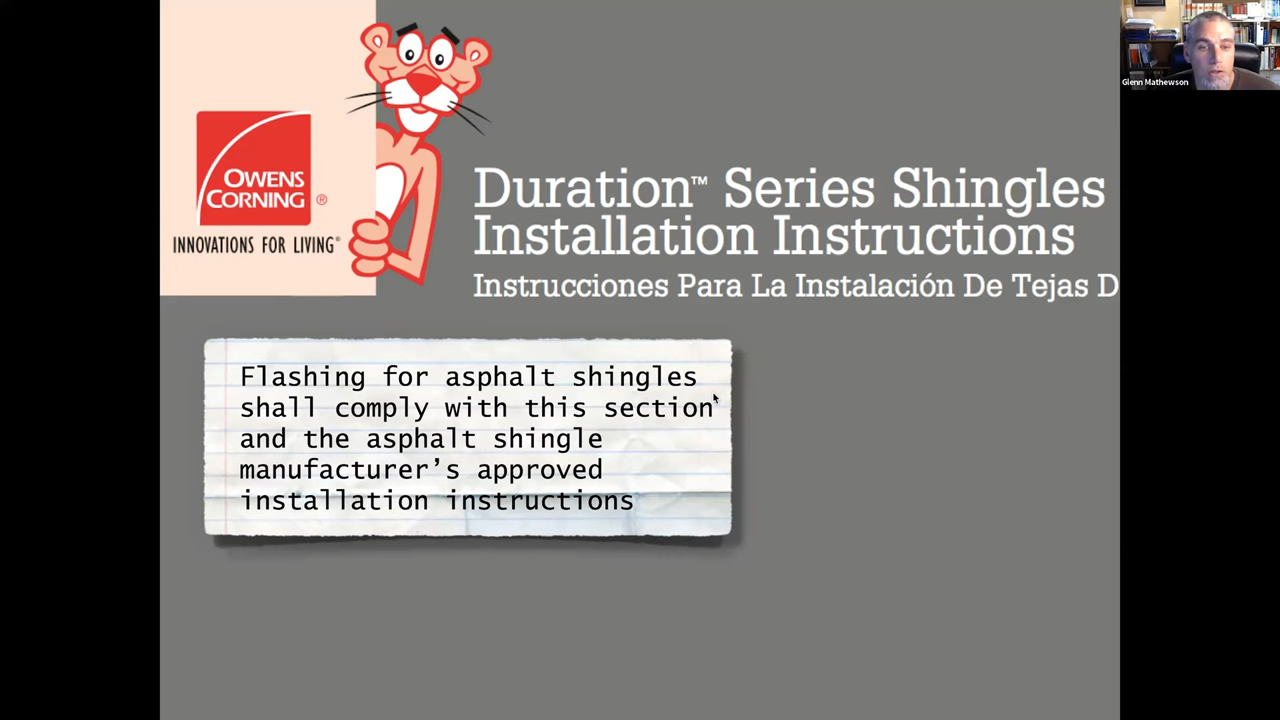 OWENS
CORNING ®
INNOVATIONS FOR LIVING®
Duration™ Series Shingles
Installation Instructions
Instrucciones Para La Instalación De Tejas D
Flashing for asphalt shingles
shall comply with this section
and the asphalt shingle
manufacturer’s approved
installation instructions
Glenn Mathewson